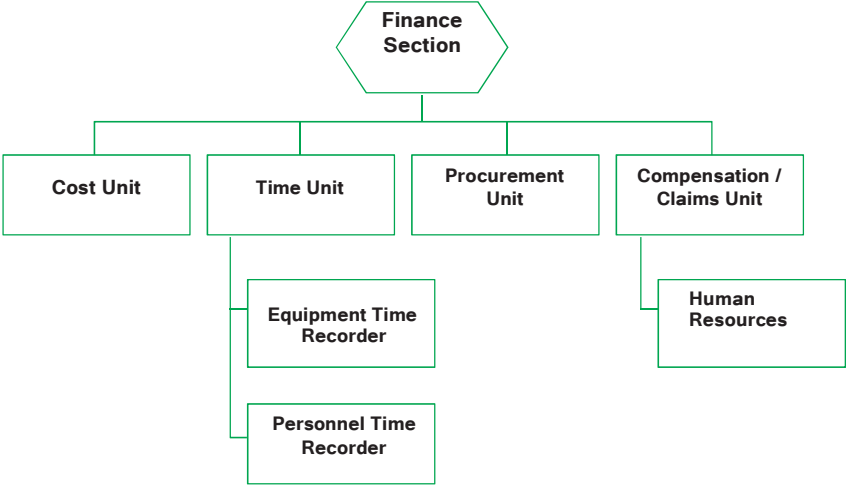 Finance
Section
Cost Unit
Time Unit
Procurement
Unit
Compensation /
Claims Unit
Equipment Time
Recorder
Human
Resources
Personnel Time
Recorder